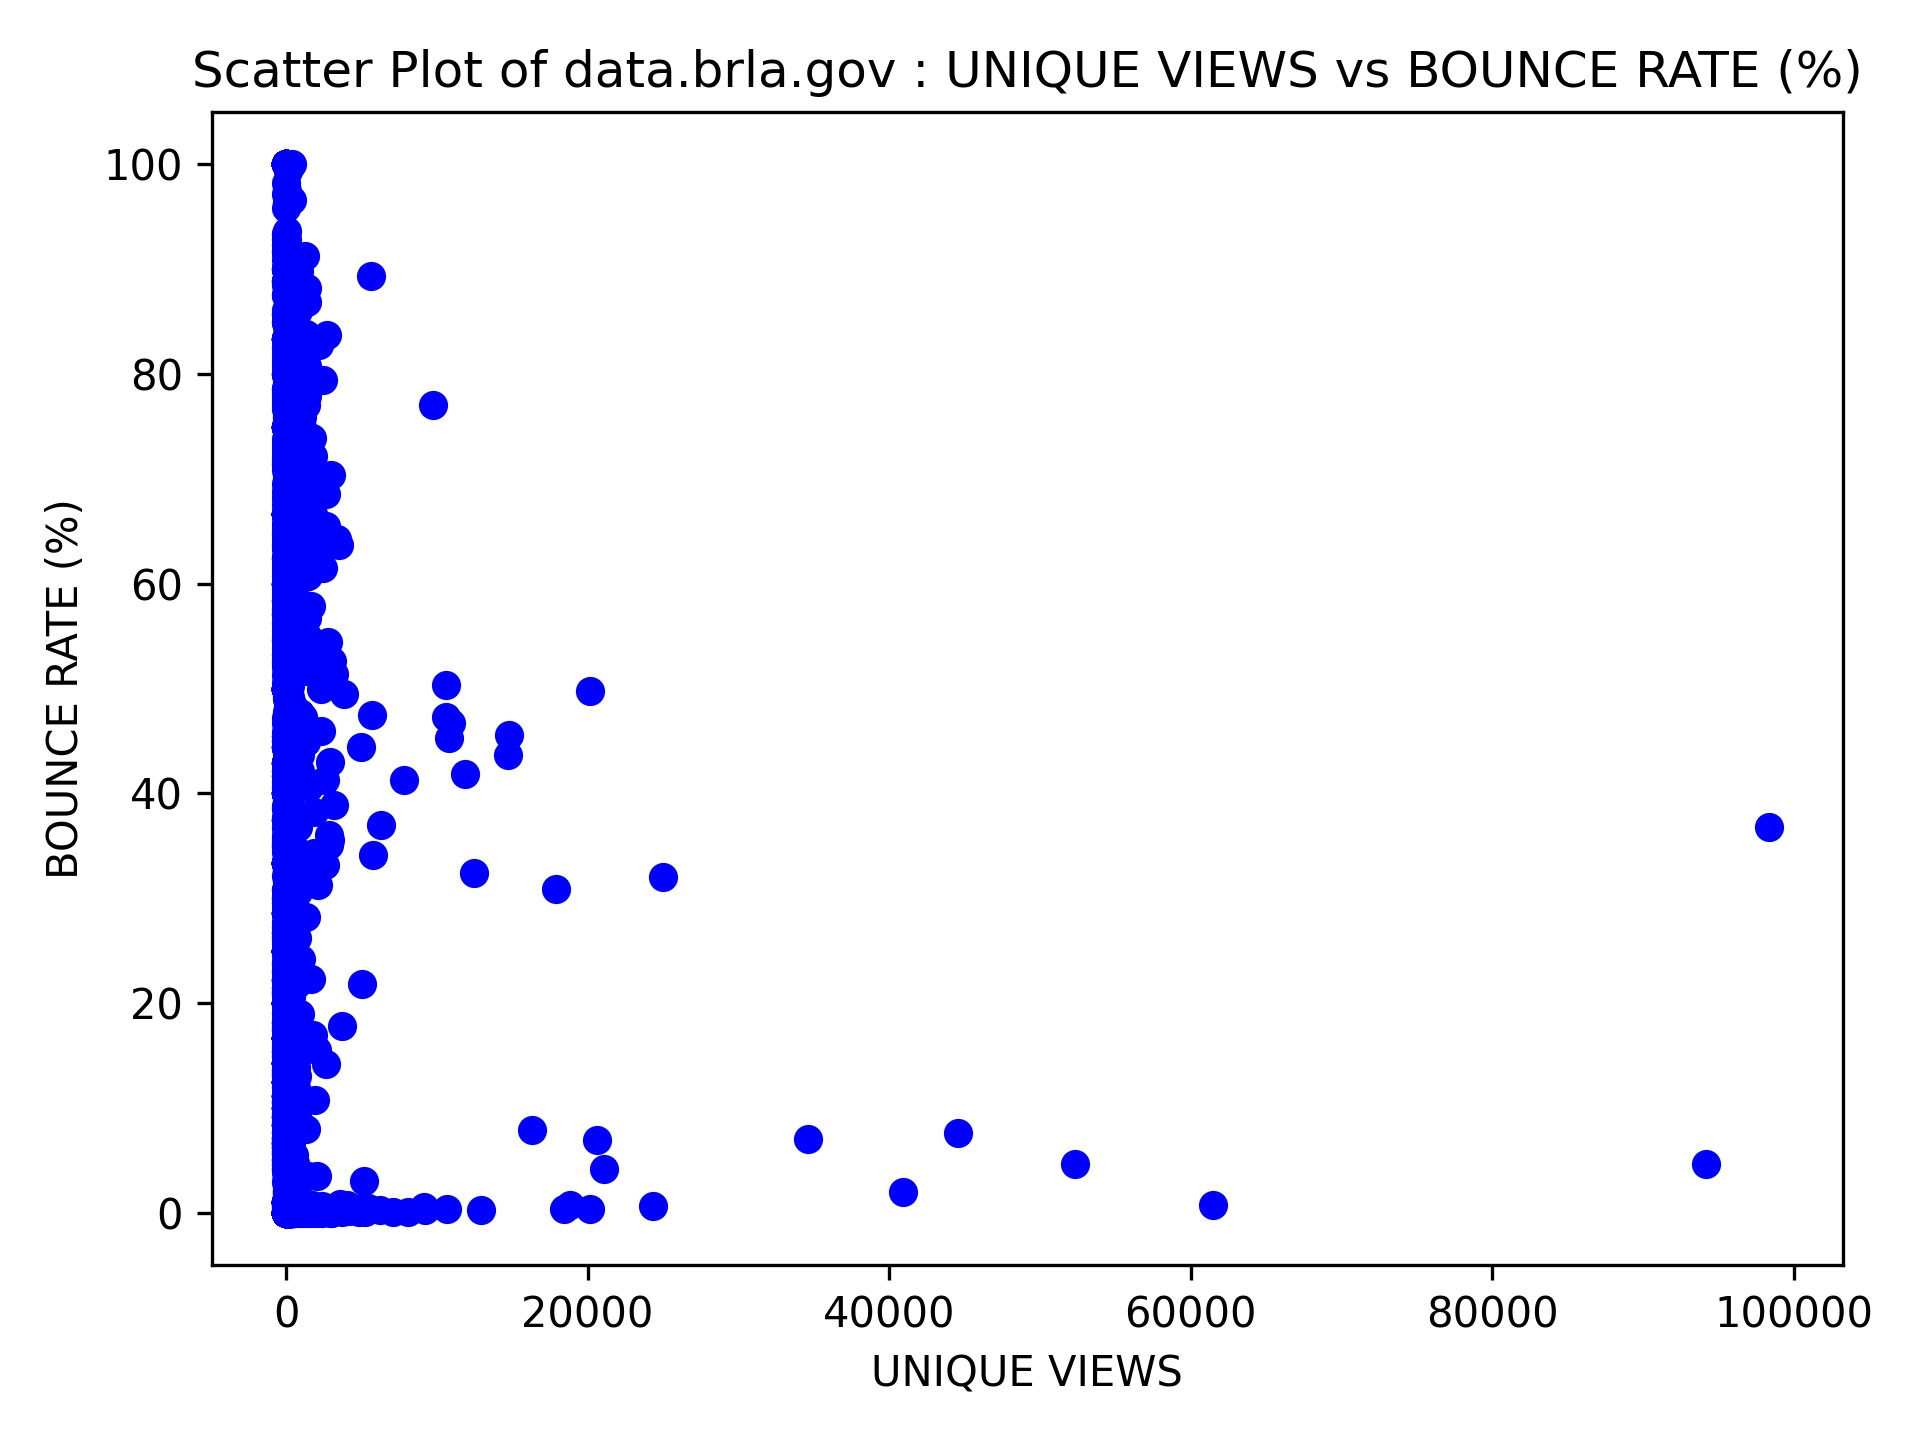 Scatter Plot of data.brla.gov : UNIQUE VIEWS vs BOUNCE RATE (%)
BOUNCE RATE (%)
100
80
60
40
20
0
0 20000 40000 60000 80000 100000
UNIQUE VIEWS